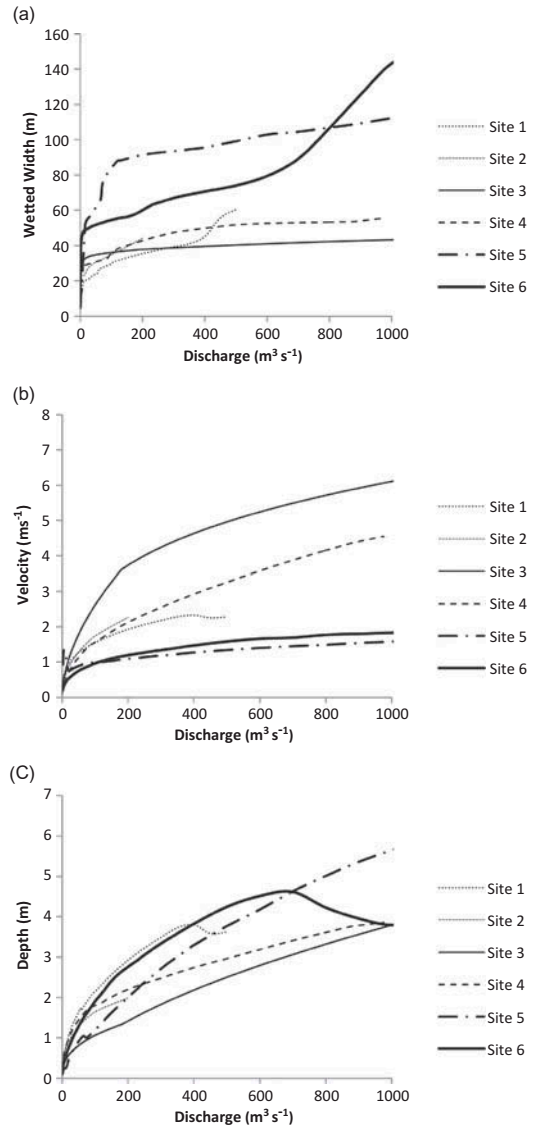 (a)
160
140
120
100
80
60
40
20
0
Wetted Width (m)
0 200 400 600 800 1000
Discharge (m³ s⁻¹)
Site 1
Site 2
Site 3
Site 4
Site 5
Site 6
(b)
8
7
6
5
4
3
2
1
0
Velocity (ms⁻¹)
0 200 400 600 800 1000
Discharge (m³ s⁻¹)
Site 1
Site 2
Site 3
Site 4
Site 5
Site 6
(C)
7
6
5
4
3
2
1
0
Depth (m)
0 200 400 600 800 1000
Discharge (m³ s⁻¹)
Site 1
Site 2
Site 3
Site 4
Site 5
Site 6